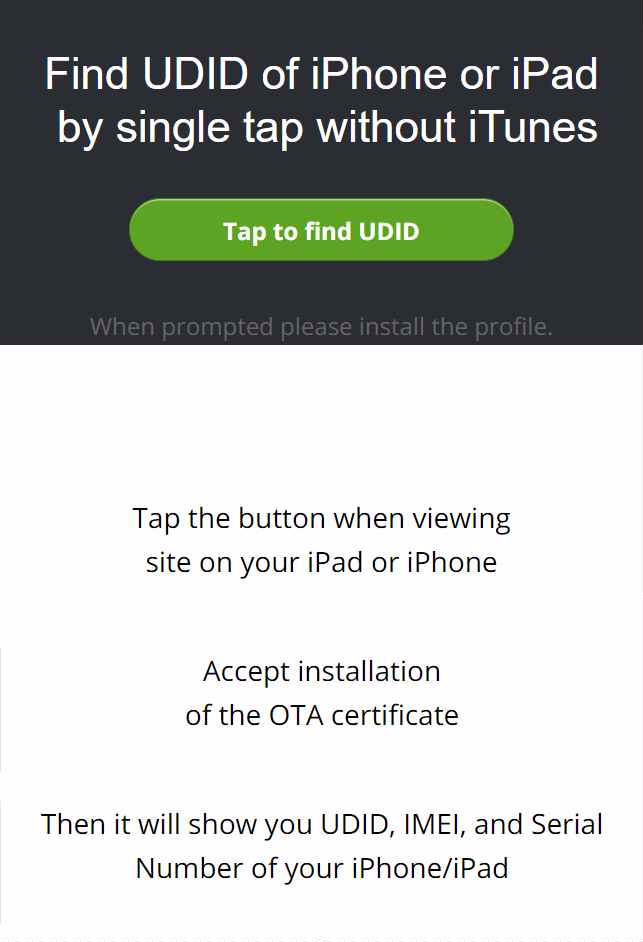 Find UDID of iPhone or iPad
by single tap without iTunes
Tap to find UDID
When prompted please install the profile.
Tap the button when viewing
site on your iPad or iPhone
Accept installation
of the OTA certificate
Then it will show you UDID, IMEI, and Serial
Number of your iPhone/iPad